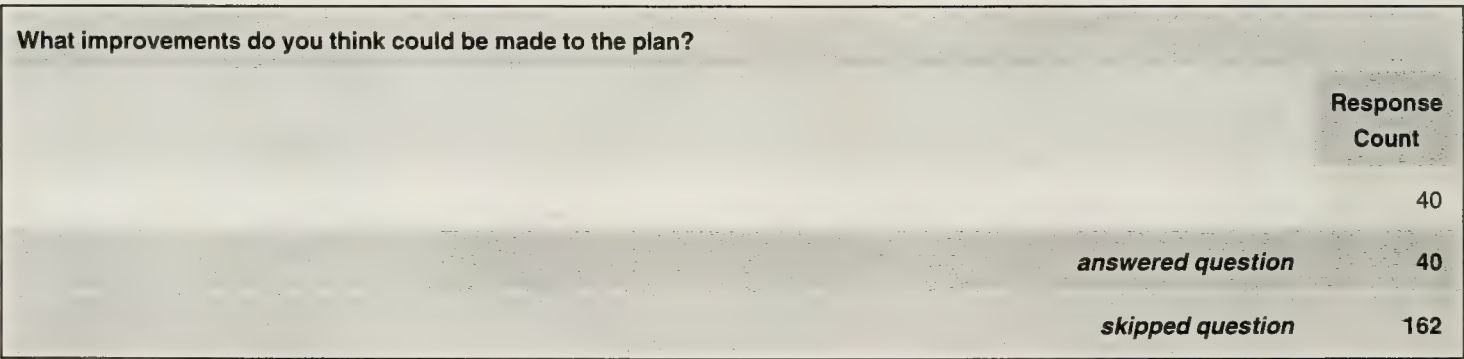 What improvements do you think could be made to the plan?
Response
Count
40
answered question 40
skipped question 162